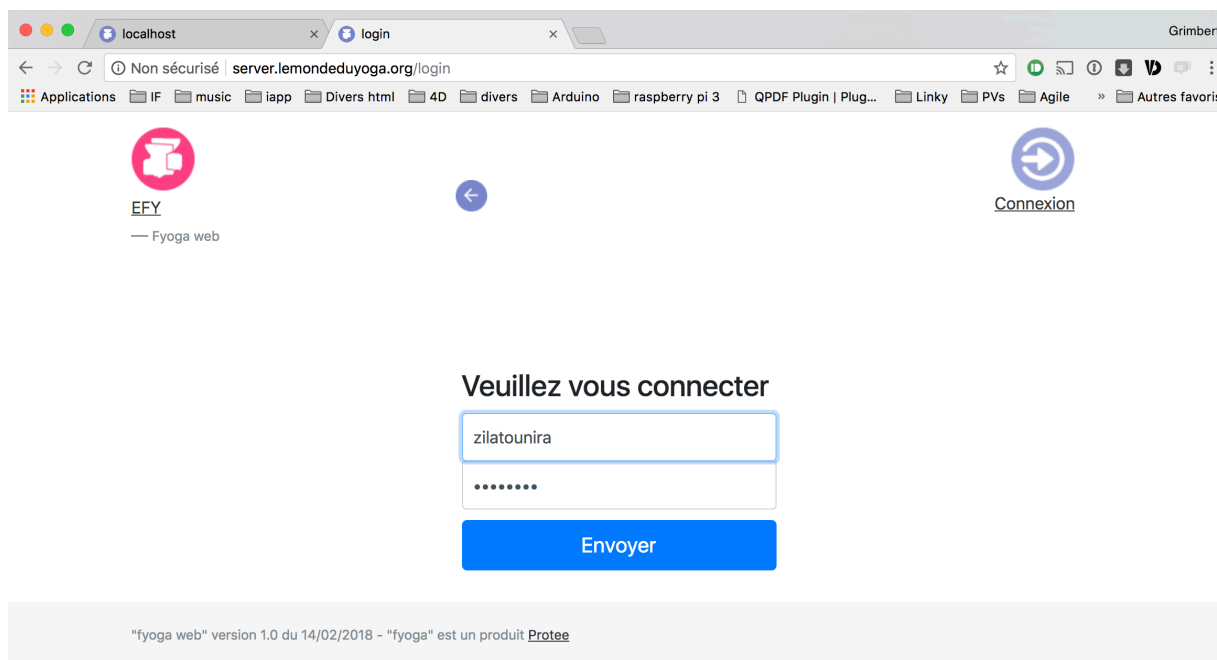 localhost
login
Grimber
Non sécurisé server.lemondeduyoga.org/login
Applications IF music iapp Divers html 4D divers Arduino raspberry pi 3 QPDF Plugin | Plug... Linky PVs Agile » Autres favoris
EFY
— Fyoga web
Connexion
Veuillez vous connecter
zilatounira
••••••••
Envoyer
"fyoga web" version 1.0 du 14/02/2018 - "fyoga" est un produit Protee